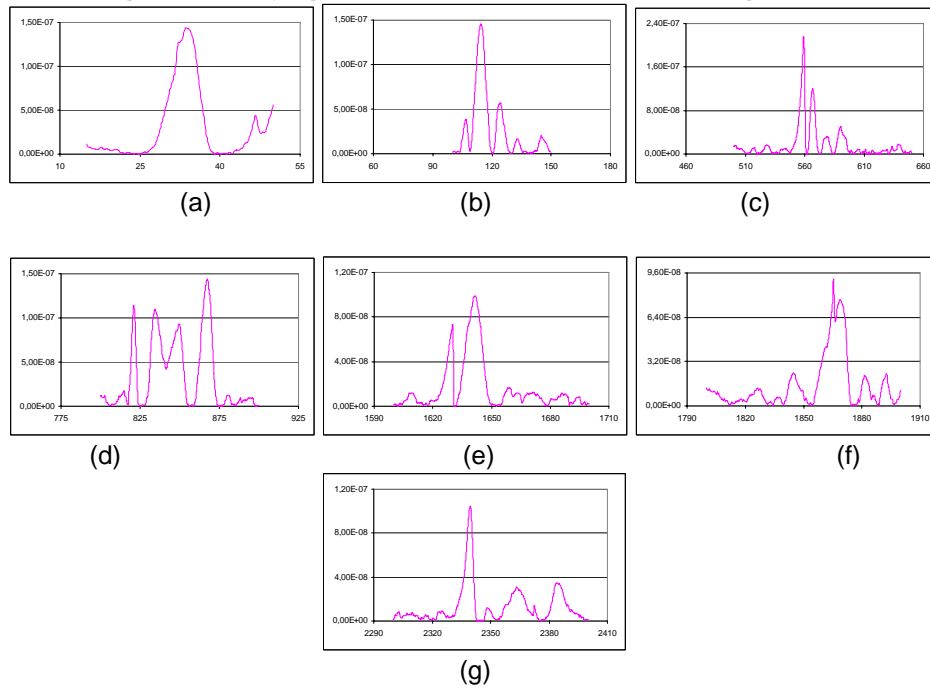 1,50E-07
1,00E-07
5,00E-08
0,00E+00
10 25 40 55
(a)
1,50E-07
1,00E-07
5,00E-08
0,00E+00
60 90 120 150 180
(b)
2,40E-07
1,60E-07
8,00E-08
0,00E+00
460 510 560 610 660
(c)
1,50E-07
1,00E-07
5,00E-08
0,00E+00
775 825 875 925
(d)
1,20E-07
8,00E-08
4,00E-08
0,00E+00
1590 1620 1650 1680 1710
(e)
9,60E-08
6,40E-08
3,20E-08
0,00E+00
1790 1820 1850 1880 1910
(f)
1,20E-07
8,00E-08
4,00E-08
0,00E+00
2290 2320 2350 2380 2410
(g)